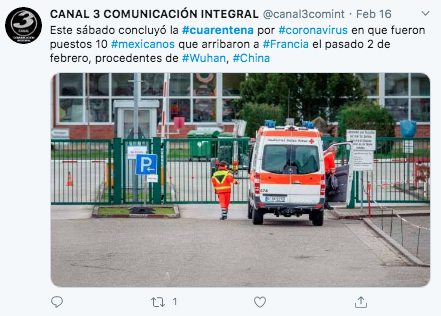 CANAL 3 COMUNICACIÓN INTEGRAL @canal3comint · Feb 16
3
Este sábado concluyó la #cuarentena por #coronavirus en que fueron
puestos 10 #mexicanos que arribaron a #Francia el pasado 2 de
febrero, procedentes de #Wuhan, #China
P
1